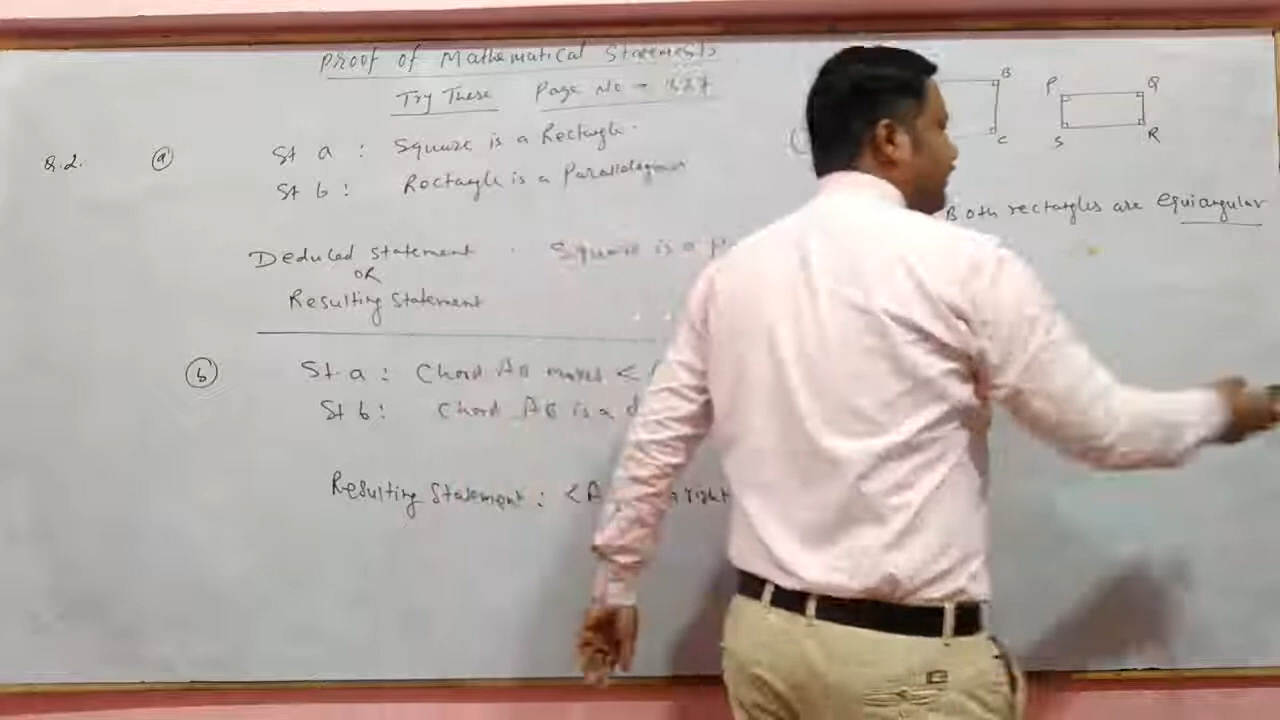 Proof of Mathematical Statements
Try These Page No - 327
Q.2. (a) St a : Square is a Rectangle.
St b : Rectangle is a Parallelogram
Deduced Statement . Square is a
OR
Resulting Statement
(b) St a : Chord AB makes <
St b : Chord AB is a d
Resulting Statement : <A right
B
C
P Q
S R
Both rectangles are equiangular